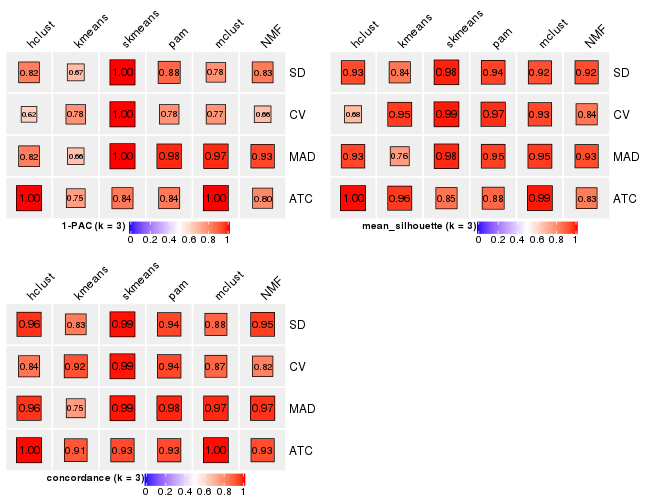 hclust kmeans skmeans pam mclust NMF
0.82 0.67 1.00 0.88 0.78 0.83 SD
0.62 0.78 1.00 0.78 0.77 0.66 CV
0.82 0.66 1.00 0.98 0.97 0.93 MAD
1.00 0.75 0.84 0.84 1.00 0.80 ATC
1-PAC (k = 3)
0 0.2 0.4 0.6 0.8 1
hclust kmeans skmeans pam mclust NMF
0.93 0.84 0.98 0.94 0.92 0.92 SD
0.68 0.95 0.99 0.97 0.93 0.84 CV
0.93 0.76 0.98 0.95 0.95 0.93 MAD
1.00 0.96 0.85 0.88 0.99 0.83 ATC
mean_silhouette (k = 3)
0 0.2 0.4 0.6 0.8 1
hclust kmeans skmeans pam mclust NMF
0.96 0.83 0.99 0.94 0.88 0.95 SD
0.84 0.92 0.99 0.94 0.87 0.82 CV
0.96 0.75 0.99 0.98 0.97 0.97 MAD
1.00 0.91 0.93 0.93 1.00 0.93 ATC
concordance (k = 3)
0 0.2 0.4 0.6 0.8 1